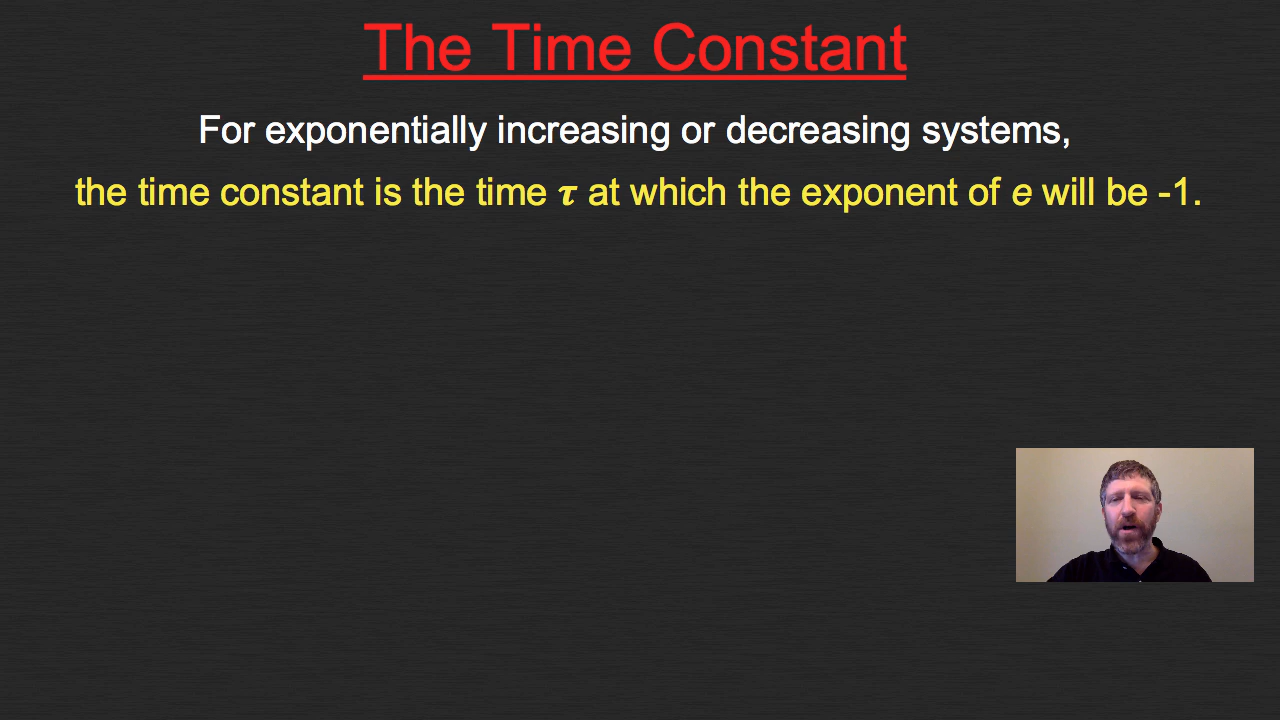 The Time Constant
For exponentially increasing or decreasing systems,
the time constant is the time τ at which the exponent of e will be -1.